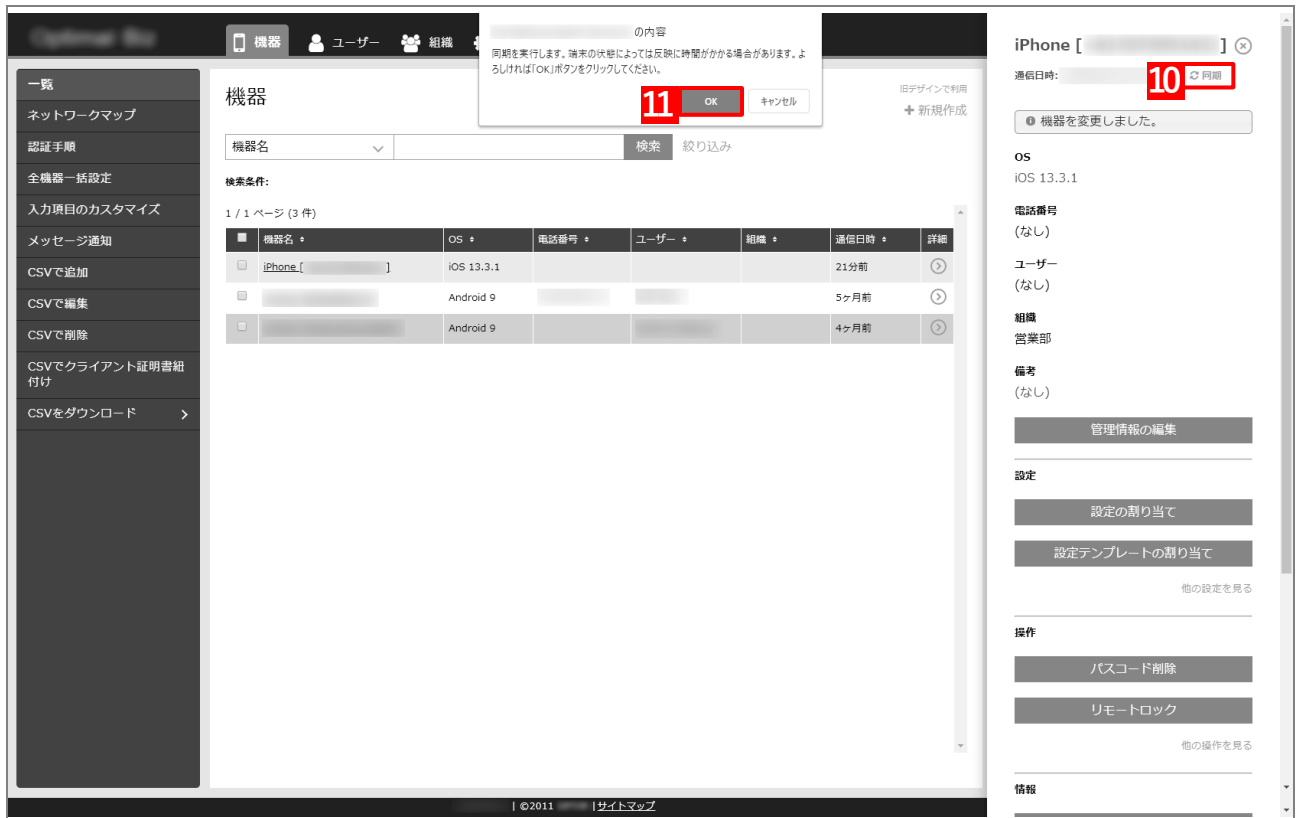 機器
ユーザー
組織
の内容
同期を実行します。端末の状態によっては反映に時間がかかる場合があります。よ
ろしければ「OK」ボタンをクリックしてください。
11
OK
キャンセル
一覧
ネットワークマップ
認証手順
全機器一括設定
入力項目のカスタマイズ
メッセージ通知
CSVで追加
CSVで編集
CSVで削除
CSVでクライアント証明書紐
付け
CSVをダウンロード
機器
旧デザインで利用
新規作成
機器名
検索
絞り込み
検索条件:
1 / 1 ページ (3 件)
機器名 OS 電話番号 ユーザー 組織 通信日時 詳細
iPhone [ ] iOS 13.3.1 21分前
Android 9 5ヶ月前
Android 9 4ヶ月前
iPhone [ ]
通信日時: 10 同期
機器を変更しました。
OS
iOS 13.3.1
電話番号
(なし)
ユーザー
(なし)
組織
営業部
備考
(なし)
管理情報の編集
設定
設定の割り当て
設定テンプレートの割り当て
他の設定を見る
操作
パスコード削除
リモートロック
他の操作を見る
情報
| ©2011 | サイトマップ